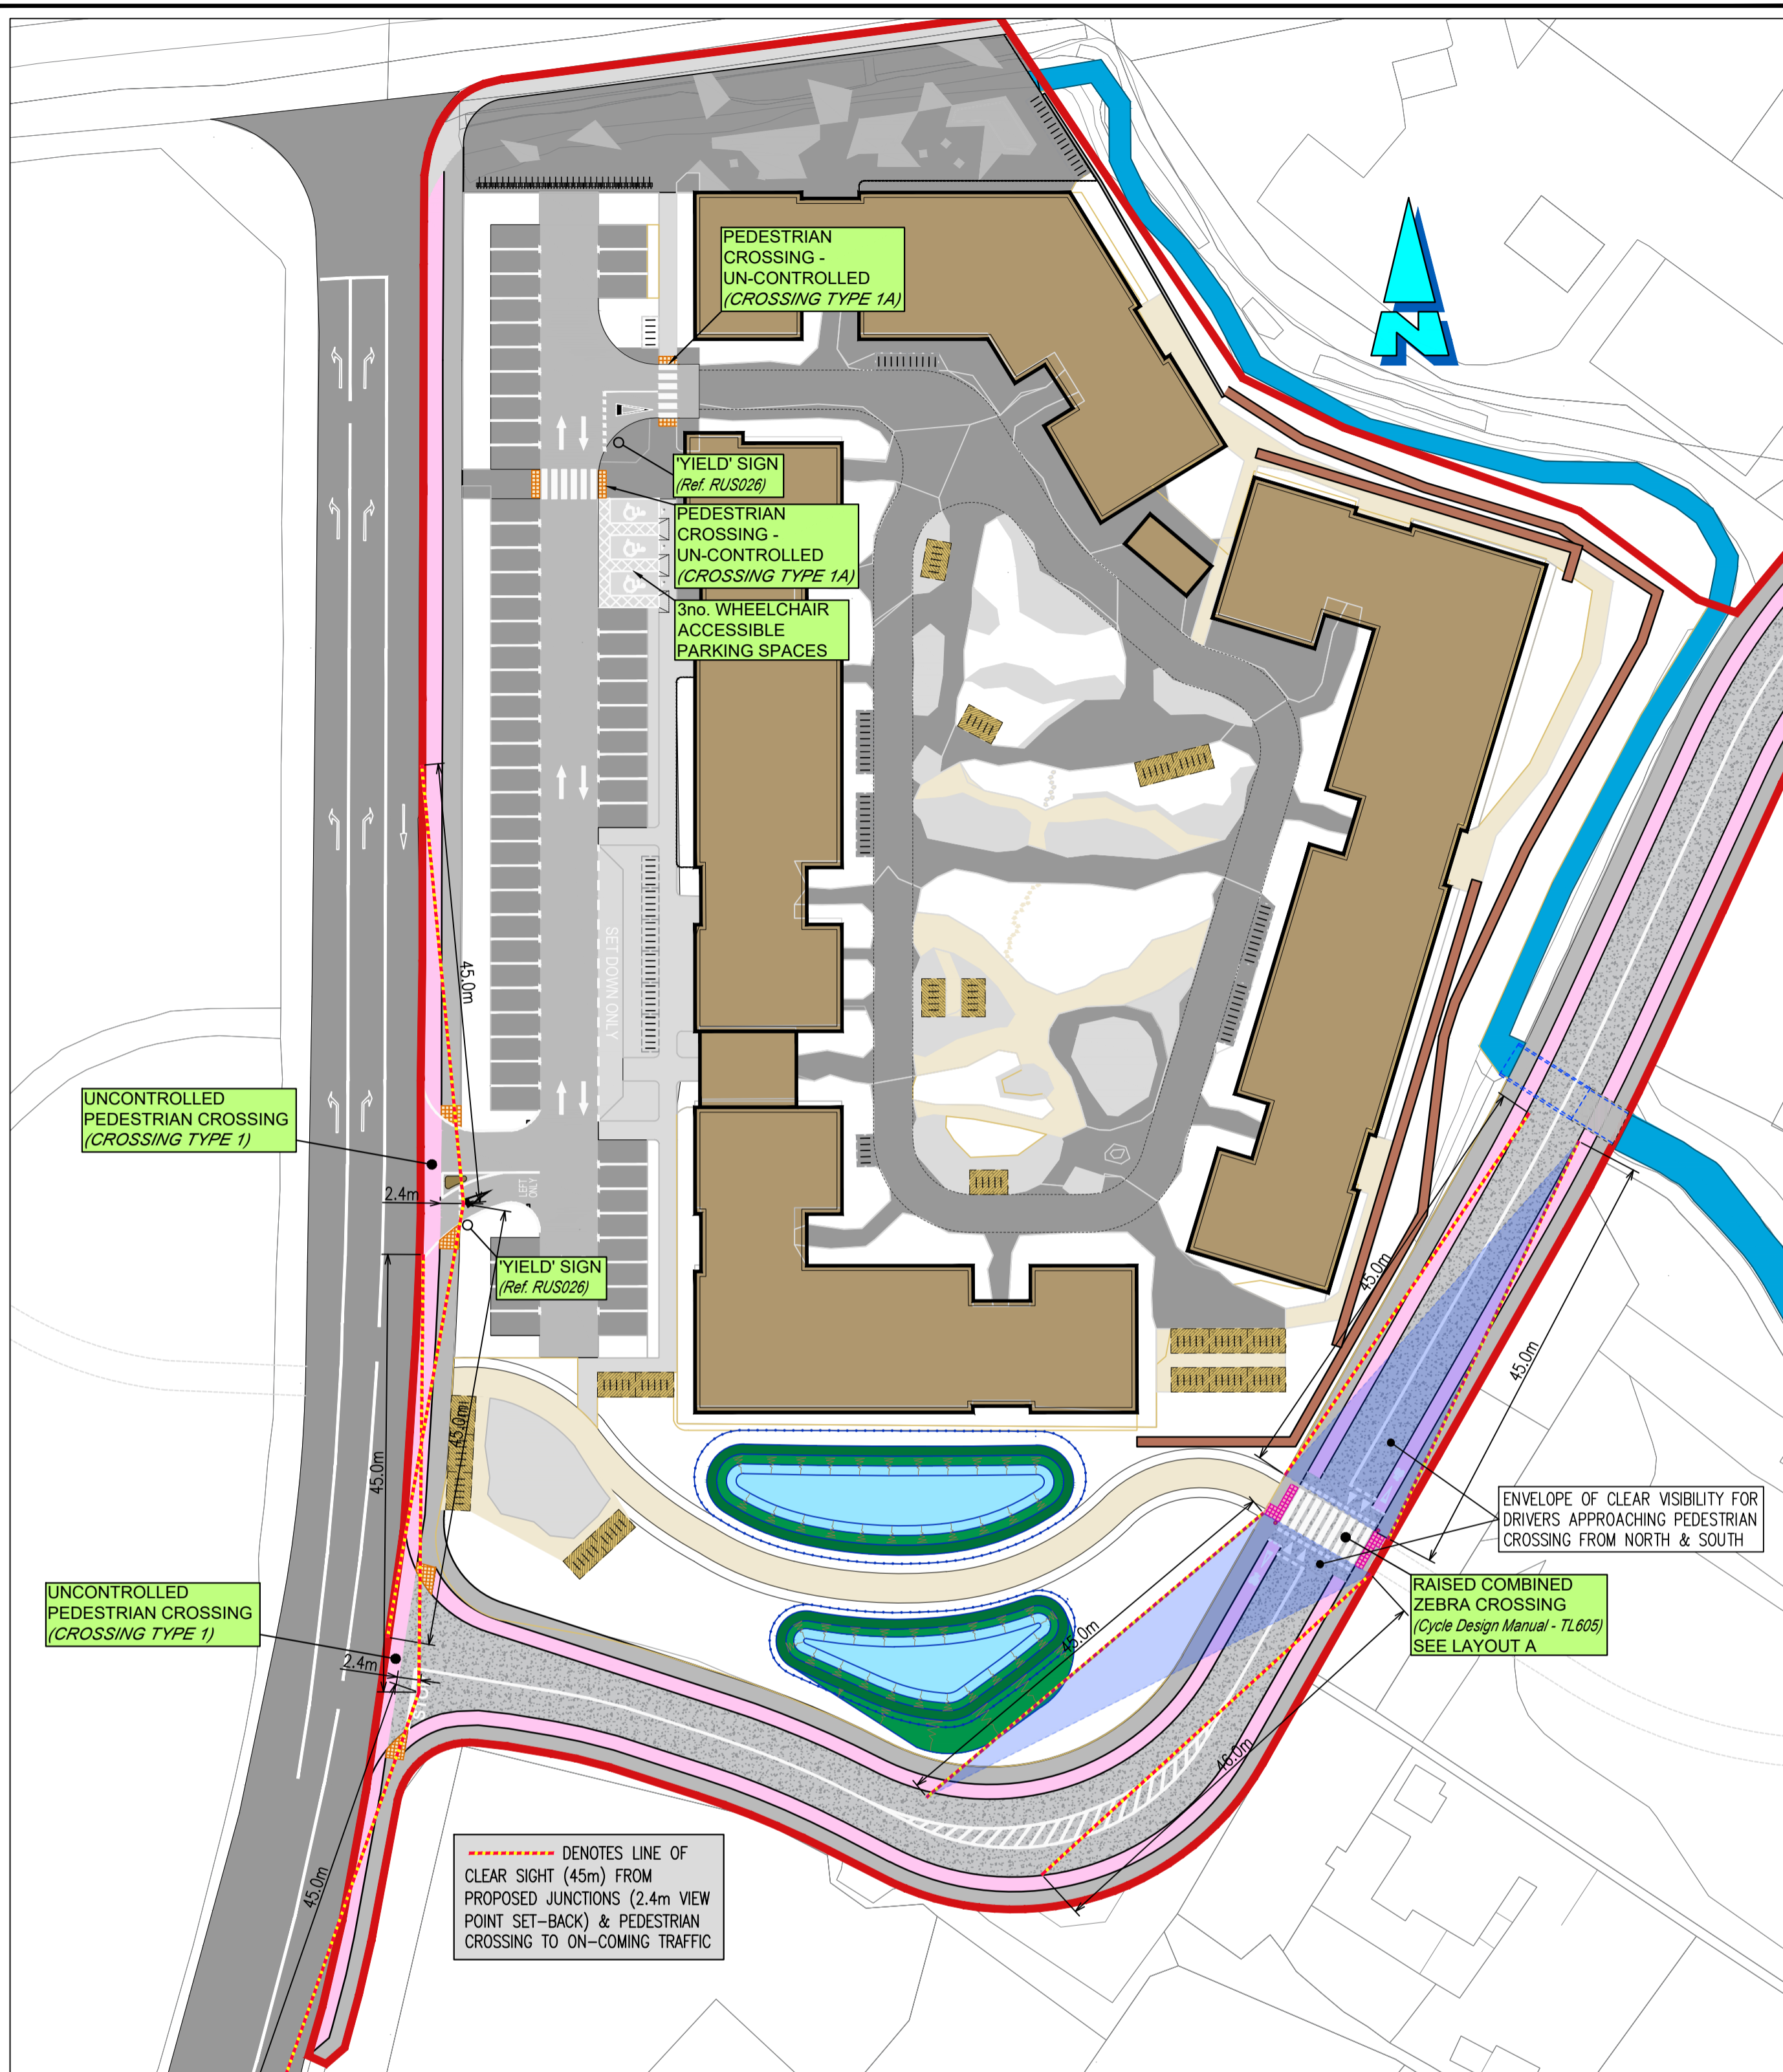 PEDESTRIAN
CROSSING -
UN-CONTROLLED
(CROSSING TYPE 1A)
N
'YIELD' SIGN
(Ref. RUS026)
PEDESTRIAN
CROSSING -
UN-CONTROLLED
(CROSSING TYPE 1A)
3no. WHEELCHAIR
ACCESSIBLE
PARKING SPACES
45.0m
SET DOWN ONLY
UNCONTROLLED
PEDESTRIAN CROSSING
(CROSSING TYPE 1)
2.4m
LEFT
ONLY
'YIELD' SIGN
(Ref. RUS026)
45.0m
45.0m
45.0m
45.0m
ENVELOPE OF CLEAR VISIBILITY FOR
DRIVERS APPROACHING PEDESTRIAN
CROSSING FROM NORTH & SOUTH
RAISED COMBINED
ZEBRA CROSSING
(Cycle Design Manual - TL605)
SEE LAYOUT A
UNCONTROLLED
PEDESTRIAN CROSSING
(CROSSING TYPE 1)
2.4m
45.0m
46.0m
45.0m
DENOTES LINE OF
CLEAR SIGHT (45m) FROM
PROPOSED JUNCTIONS (2.4m VIEW
POINT SET-BACK) & PEDESTRIAN
CROSSING TO ON-COMING TRAFFIC